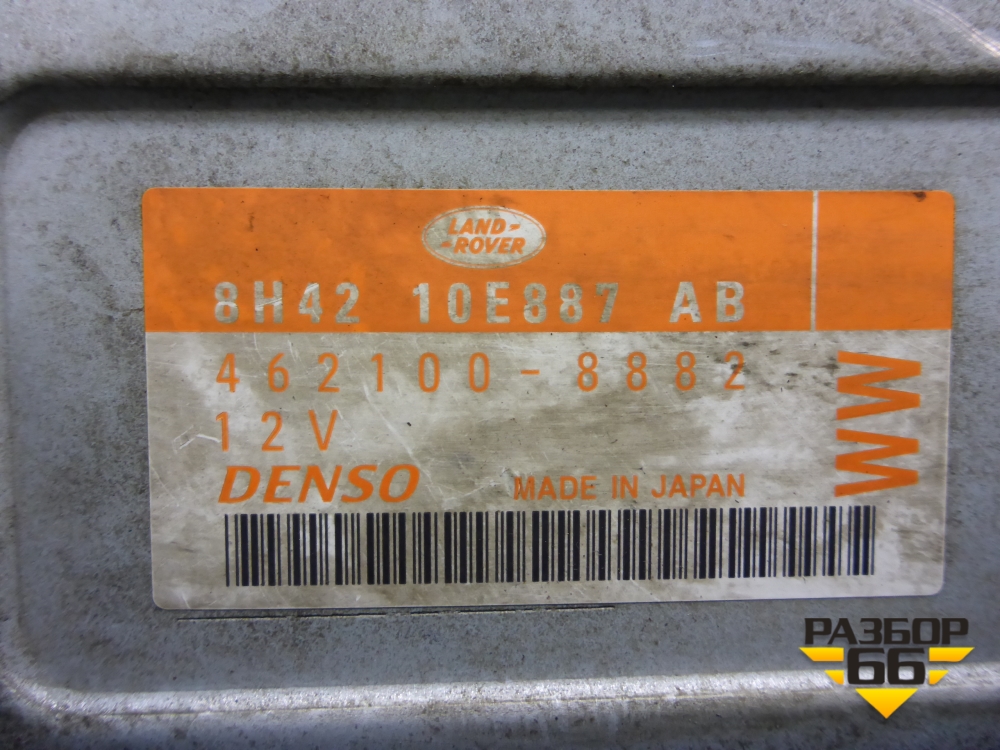 LAND-
-ROVER
8H42 10E887 AB
462100-8882
12V
WW
DENSO MADE IN JAPAN
РАЗБОР
66